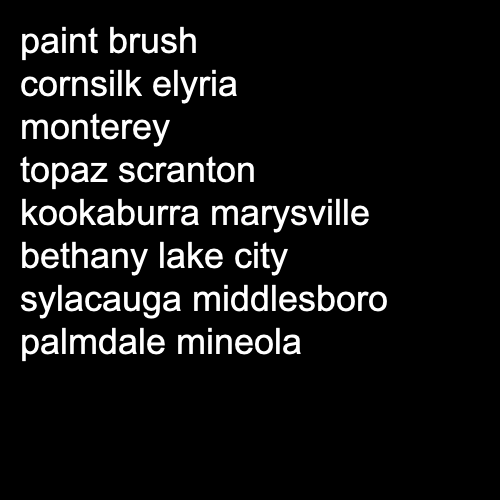 paint brush
cornsilk elyria
monterey
topaz scranton
kookaburra marysville
bethany lake city
sylacauga middlesboro
palmdale mineola